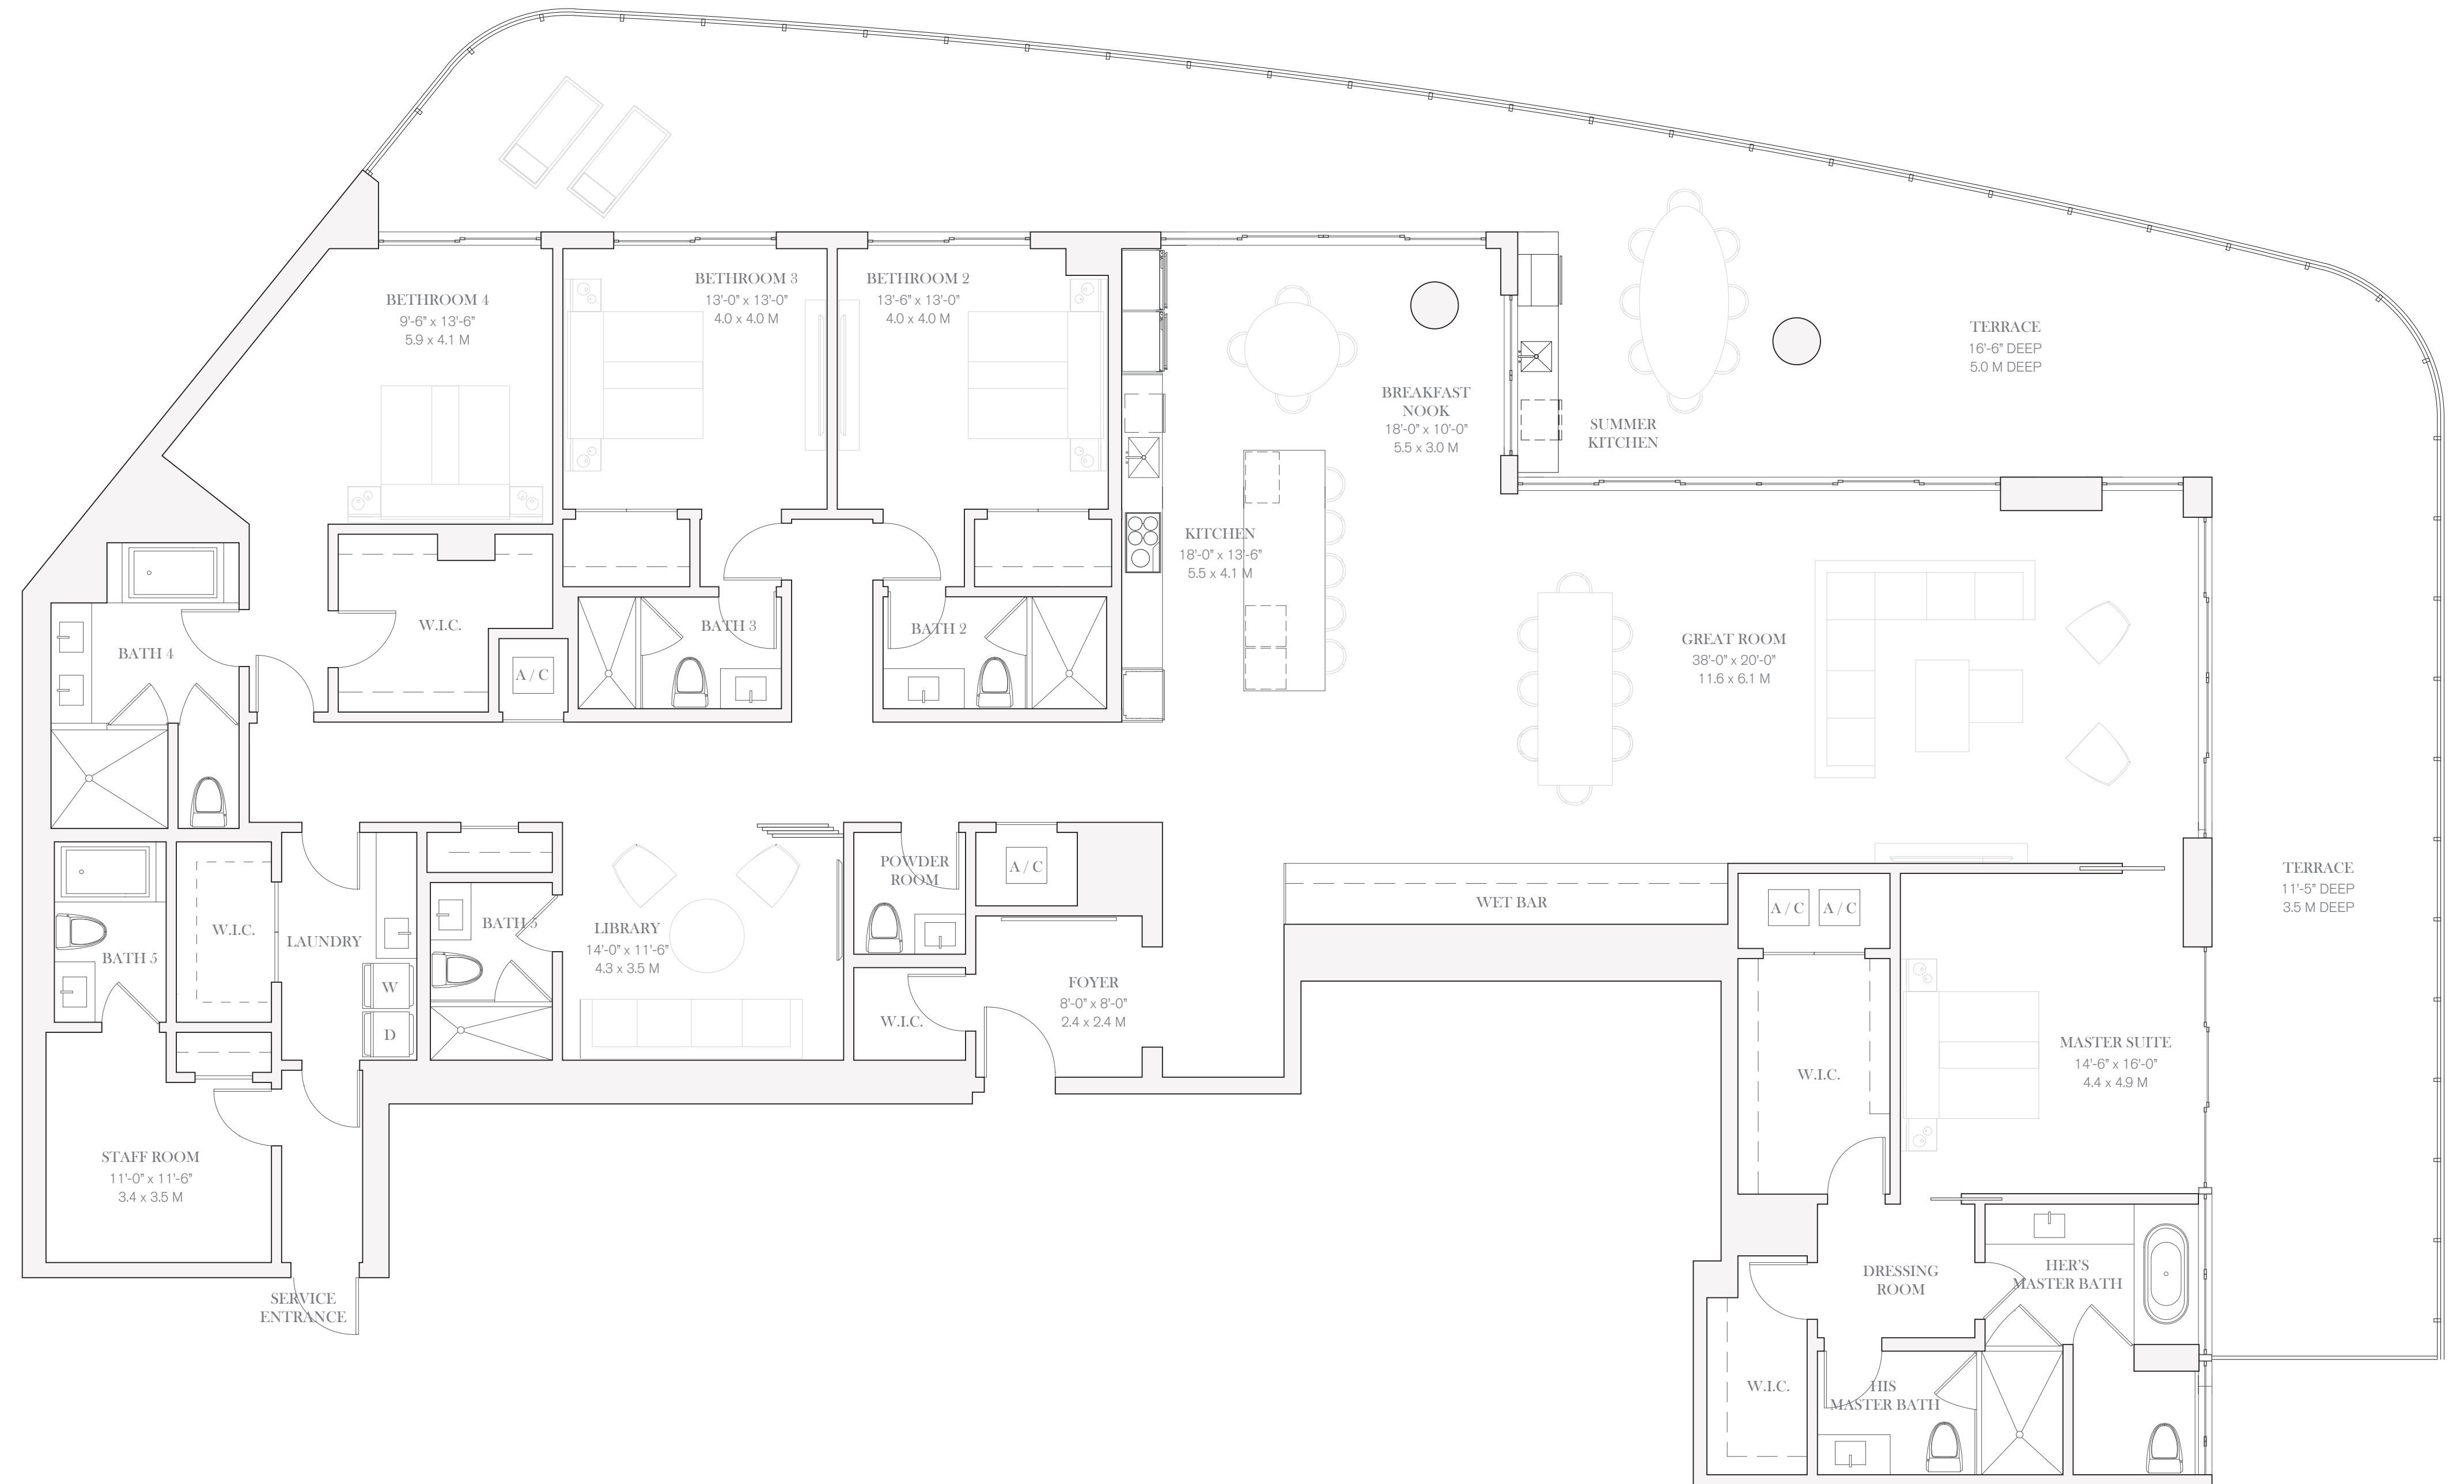 BETHROOM 4
9'-6" x 13'-6"
5.9 x 4.1 M
BETHROOM 3
13'-0" x 13'-0"
4.0 x 4.0 M
BETHROOM 2
13'-6" x 13'-0"
4.0 x 4.0 M
BREAKFAST
NOOK
18'-0" x 10'-0"
5.5 x 3.0 M
SUMMER
KITCHEN
TERRACE
16'-6" DEEP
5.0 M DEEP
KITCHEN
18'-0" x 13'-6"
5.5 x 4.1 M
BATH 4
W.I.C.
A / C
BATH 3
BATH 2
GREAT ROOM
38'-0" x 20'-0"
11.6 x 6.1 M
BATH 5
W.I.C.
LAUNDRY
W
D
BATH 5
LIBRARY
14'-0" x 11'-6"
4.3 x 3.5 M
POWDER
ROOM
A / C
W.I.C.
FOYER
8'-0" x 8'-0"
2.4 x 2.4 M
WET BAR
A / C
A / C
TERRACE
11'-5" DEEP
3.5 M DEEP
W.I.C.
MASTER SUITE
14'-6" x 16'-0"
4.4 x 4.9 M
STAFF ROOM
11'-0" x 11'-6"
3.4 x 3.5 M
SERVICE
ENTRANCE
DRESSING
ROOM
HER'S
MASTER BATH
W.I.C.
HIS
MASTER BATH